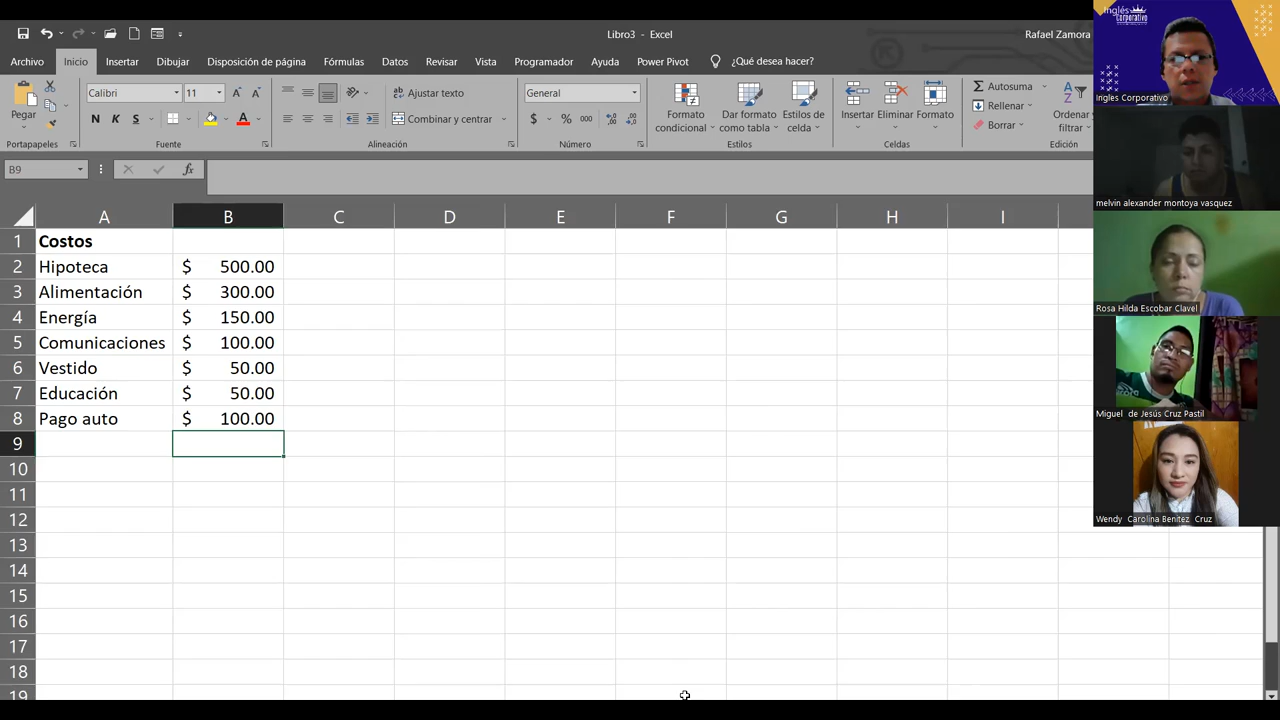 Libro3 - Excel
Rafael Zamora
Archivo Inicio Insertar Dibujar Disposición de página Fórmulas Datos Revisar Vista Programador Ayuda Power Pivot ¿Qué desea hacer?
Pegar
Portapapeles
Calibri 11
N K S
Fuente
Ajustar texto
Combinar y centrar
Alineación
General
$ % 000
Número
Formato condicional
Dar formato como tabla
Estilos de celda
Estilos
Insertar Eliminar Formato
Celdas
Autosuma
Rellenar
Borrar
Ordenar y filtrar
Edición
B9 fx
A B C D E F G H I
1 Costos
2 Hipoteca $ 500.00
3 Alimentación $ 300.00
4 Energía $ 150.00
5 Comunicaciones $ 100.00
6 Vestido $ 50.00
7 Educación $ 50.00
8 Pago auto $ 100.00
9
10
11
12
13
14
15
16
17
18
19
Inglés
Corporativo
Ingles Corporativo
melvin alexander montoya vasquez
Rosa Hilda Escobar Clavel
Miguel de Jesús Cruz Pastil
Wendy Carolina Benitez Cruz